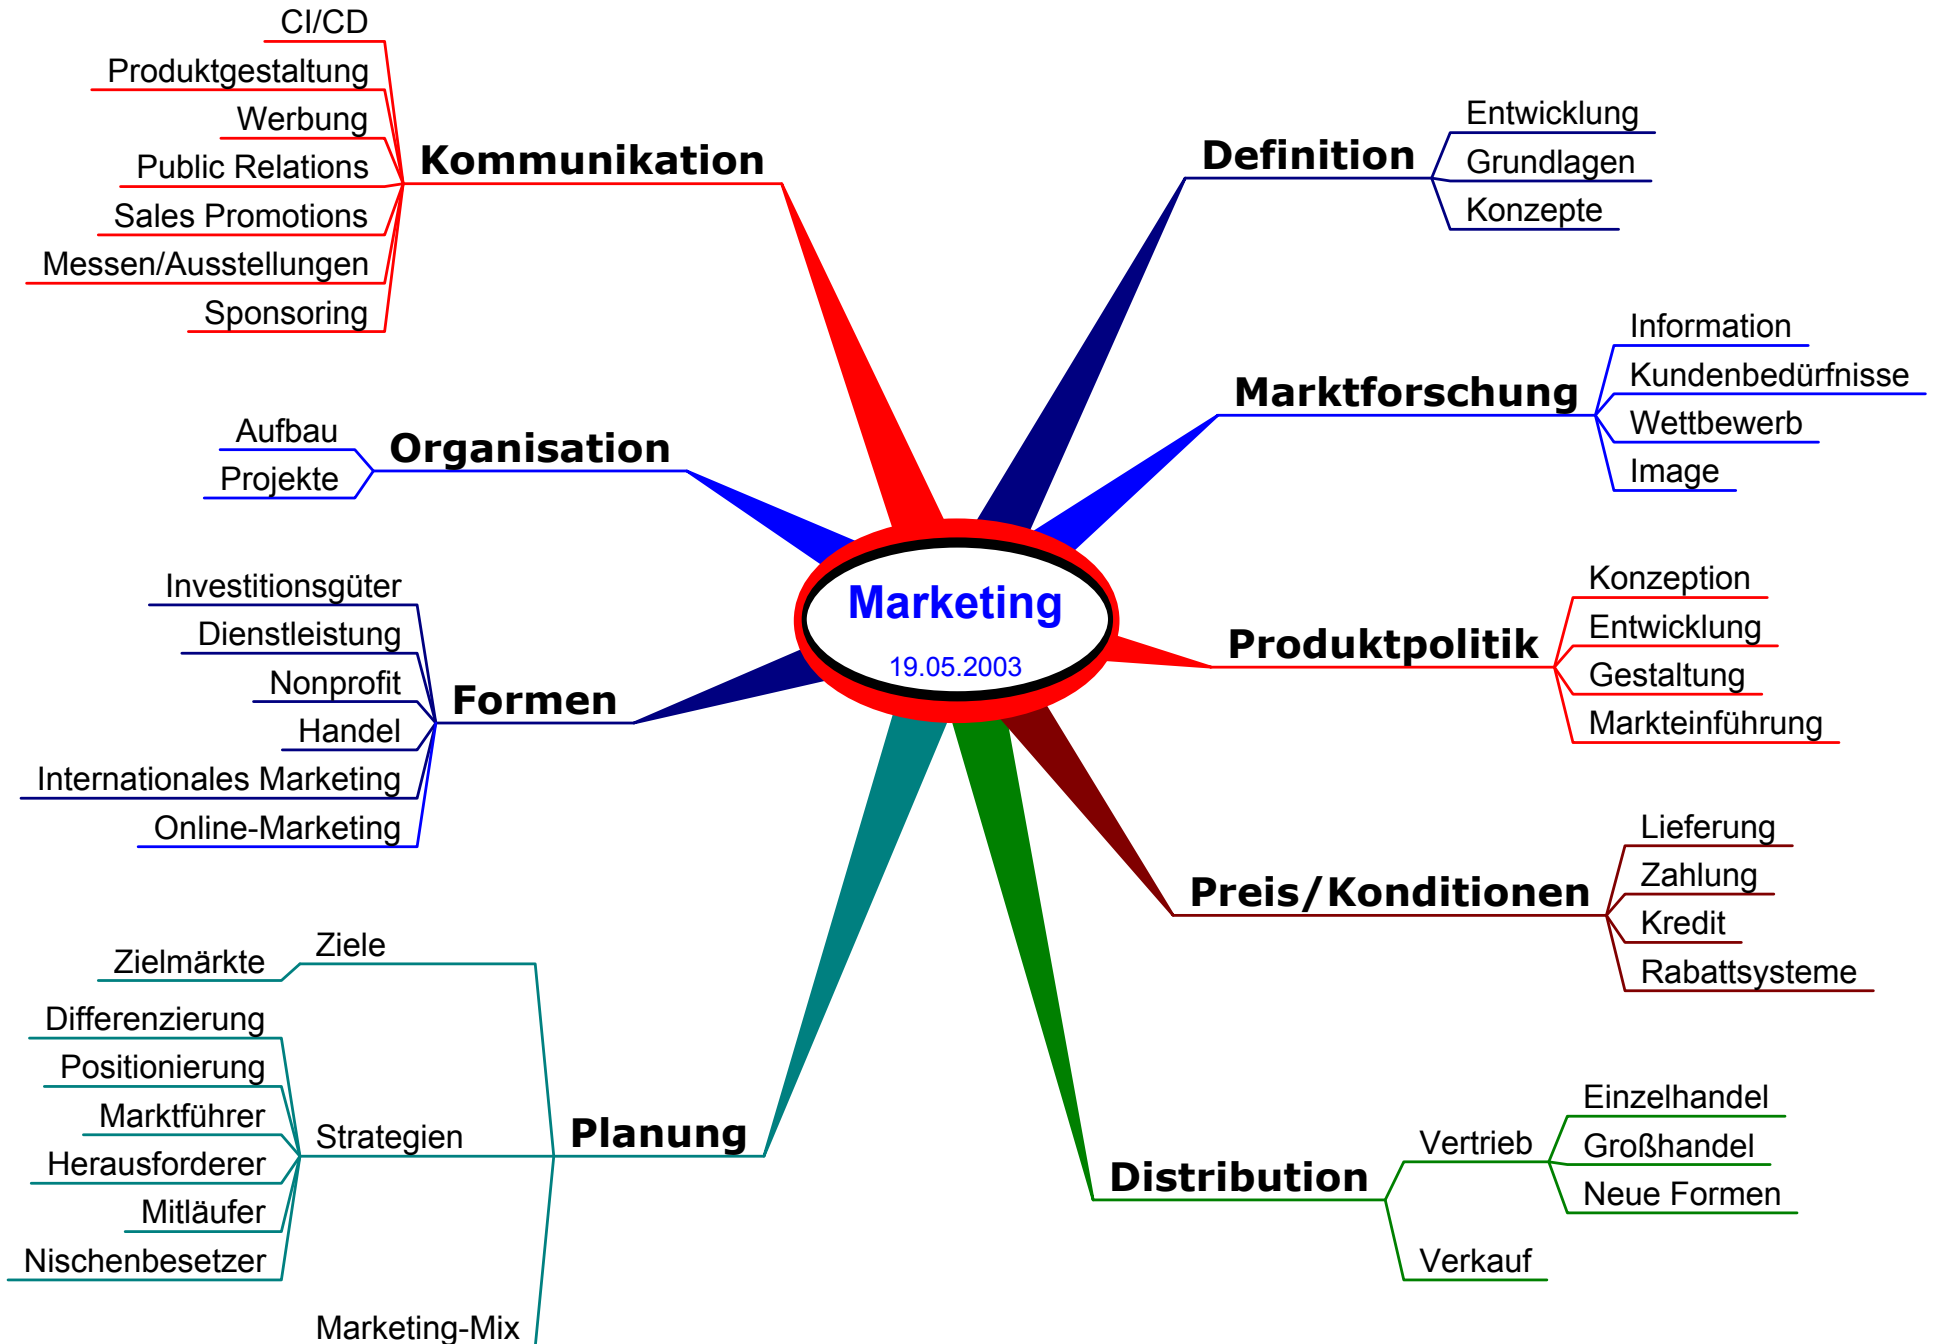 Marketing
19.05.2003
Kommunikation
CI/CD
Produktgestaltung
Werbung
Public Relations
Sales Promotions
Messen/Ausstellungen
Sponsoring
Organisation
Aufbau
Projekte
Formen
Investitionsgüter
Dienstleistung
Nonprofit
Handel
Internationales Marketing
Online-Marketing
Planung
Ziele
Zielmärkte
Strategien
Differenzierung
Positionierung
Marktführer
Herausforderer
Mitläufer
Nischenbesetzer
Marketing-Mix
Definition
Entwicklung
Grundlagen
Konzepte
Marktforschung
Information
Kundenbedürfnisse
Wettbewerb
Image
Produktpolitik
Konzeption
Entwicklung
Gestaltung
Markteinführung
Preis/Konditionen
Lieferung
Zahlung
Kredit
Rabattsysteme
Distribution
Vertrieb
Einzelhandel
Großhandel
Neue Formen
Verkauf